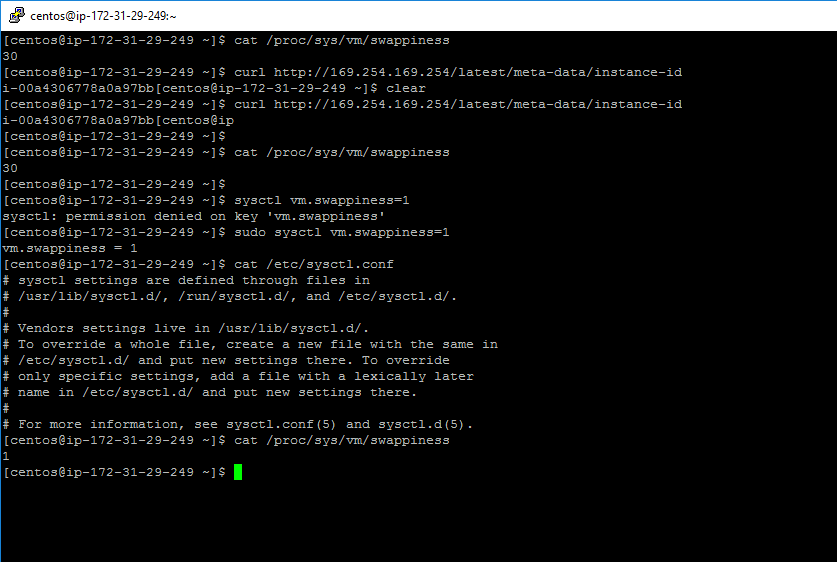 centos@ip-172-31-29-249:~
[centos@ip-172-31-29-249 ~]$ cat /proc/sys/vm/swappiness
30
[centos@ip-172-31-29-249 ~]$ curl http://169.254.169.254/latest/meta-data/instance-id
i-00a4306778a0a97bb[centos@ip-172-31-29-249 ~]$ clear
[centos@ip-172-31-29-249 ~]$ curl http://169.254.169.254/latest/meta-data/instance-id
i-00a4306778a0a97bb[centos@ip
[centos@ip-172-31-29-249 ~]$
[centos@ip-172-31-29-249 ~]$ cat /proc/sys/vm/swappiness
30
[centos@ip-172-31-29-249 ~]$
[centos@ip-172-31-29-249 ~]$ sysctl vm.swappiness=1
sysctl: permission denied on key 'vm.swappiness'
[centos@ip-172-31-29-249 ~]$ sudo sysctl vm.swappiness=1
vm.swappiness = 1
[centos@ip-172-31-29-249 ~]$ cat /etc/sysctl.conf
# sysctl settings are defined through files in
# /usr/lib/sysctl.d/, /run/sysctl.d/, and /etc/sysctl.d/.
#
# Vendors settings live in /usr/lib/sysctl.d/.
# To override a whole file, create a new file with the same in
# /etc/sysctl.d/ and put new settings there. To override
# only specific settings, add a file with a lexically later
# name in /etc/sysctl.d/ and put new settings there.
#
# For more information, see sysctl.conf(5) and sysctl.d(5).
[centos@ip-172-31-29-249 ~]$ cat /proc/sys/vm/swappiness
1
[centos@ip-172-31-29-249 ~]$